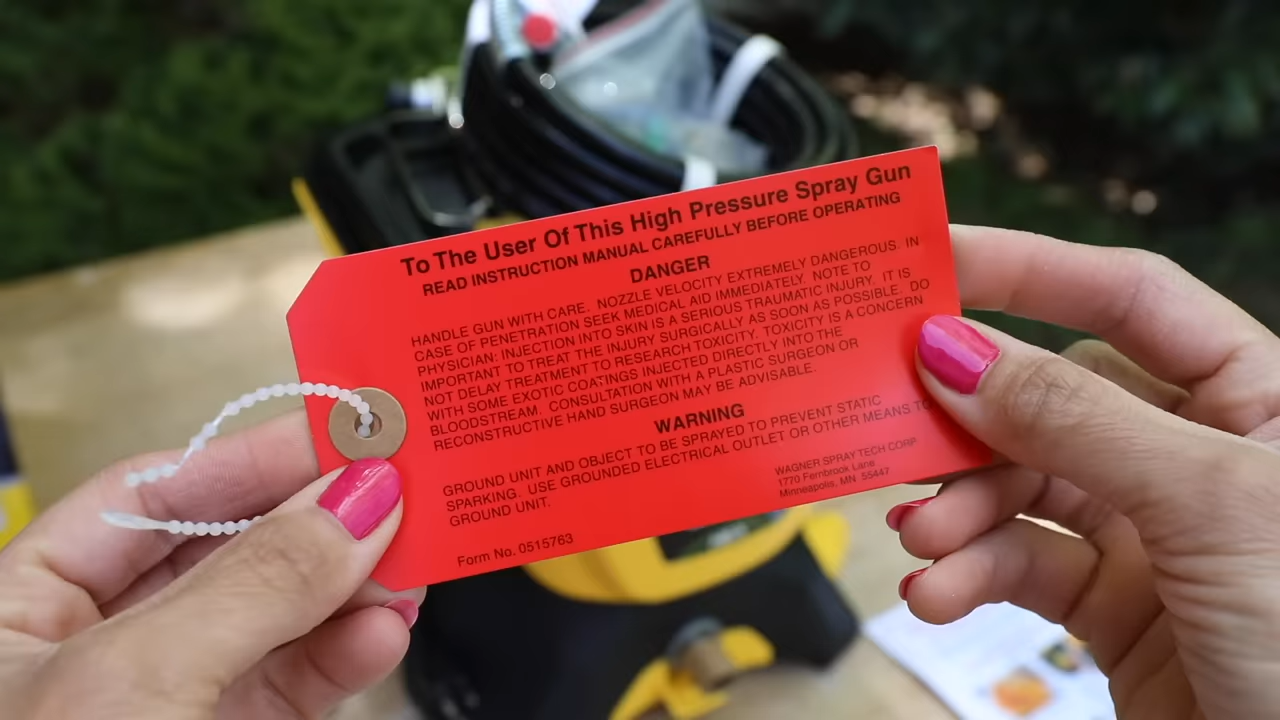 To The User Of This High Pressure Spray Gun
READ INSTRUCTION MANUAL CAREFULLY BEFORE OPERATING
DANGER
HANDLE GUN WITH CARE. NOZZLE VELOCITY EXTREMELY DANGEROUS. IN
CASE OF PENETRATION SEEK MEDICAL AID IMMEDIATELY. NOTE TO
PHYSICIAN: INJECTION INTO SKIN IS A SERIOUS TRAUMATIC INJURY. IT IS
IMPORTANT TO TREAT THE INJURY SURGICALLY AS SOON AS POSSIBLE. DO
NOT DELAY TREATMENT TO RESEARCH TOXICITY. TOXICITY IS A CONCERN
WITH SOME EXOTIC COATINGS INJECTED DIRECTLY INTO THE
BLOODSTREAM. CONSULTATION WITH A PLASTIC SURGEON OR
RECONSTRUCTIVE HAND SURGEON MAY BE ADVISABLE.
WARNING
GROUND UNIT AND OBJECT TO BE SPRAYED TO PREVENT STATIC
SPARKING. USE GROUNDED ELECTRICAL OUTLET OR OTHER MEANS TO
GROUND UNIT.
WAGNER SPRAY TECH CORP.
1770 Fernbrook Lane
Minneapolis, MN 55447
Form No. 0515763